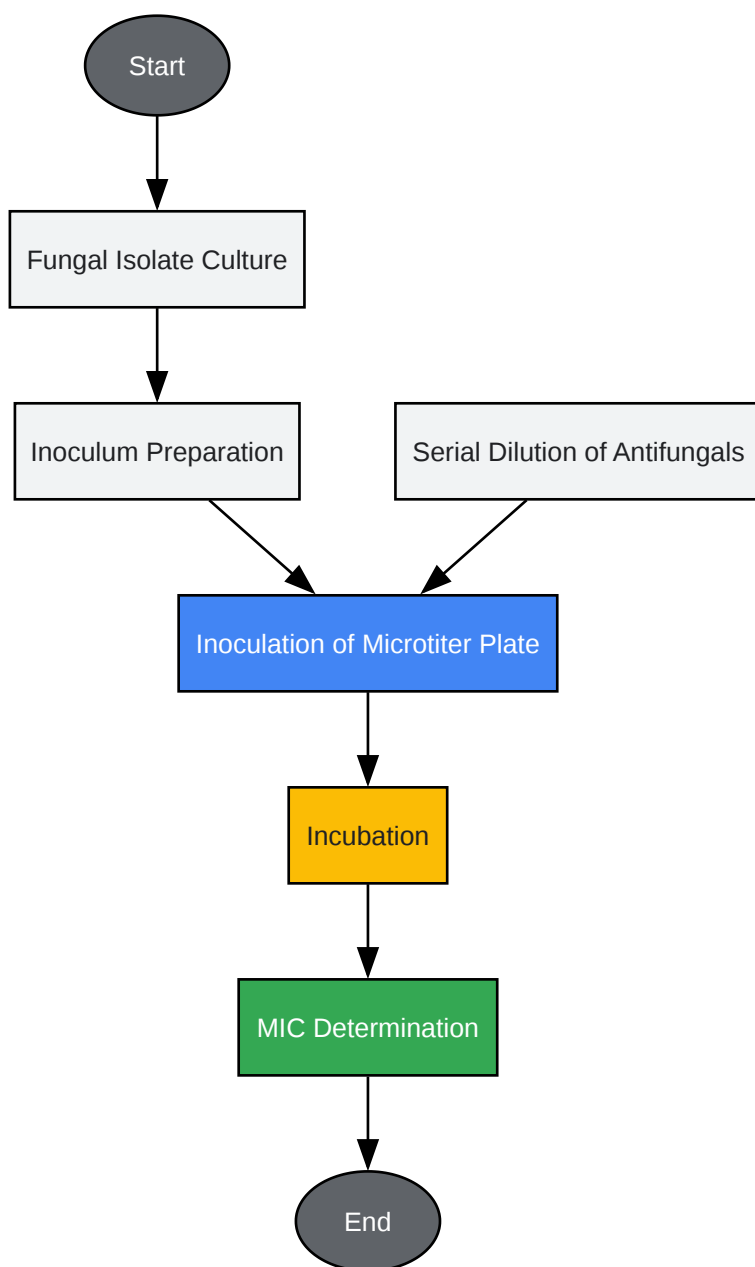 Start
Fungal Isolate Culture
Inoculum Preparation
Serial Dilution of Antifungals
Inoculation of Microtiter Plate
Incubation
MIC Determination
End